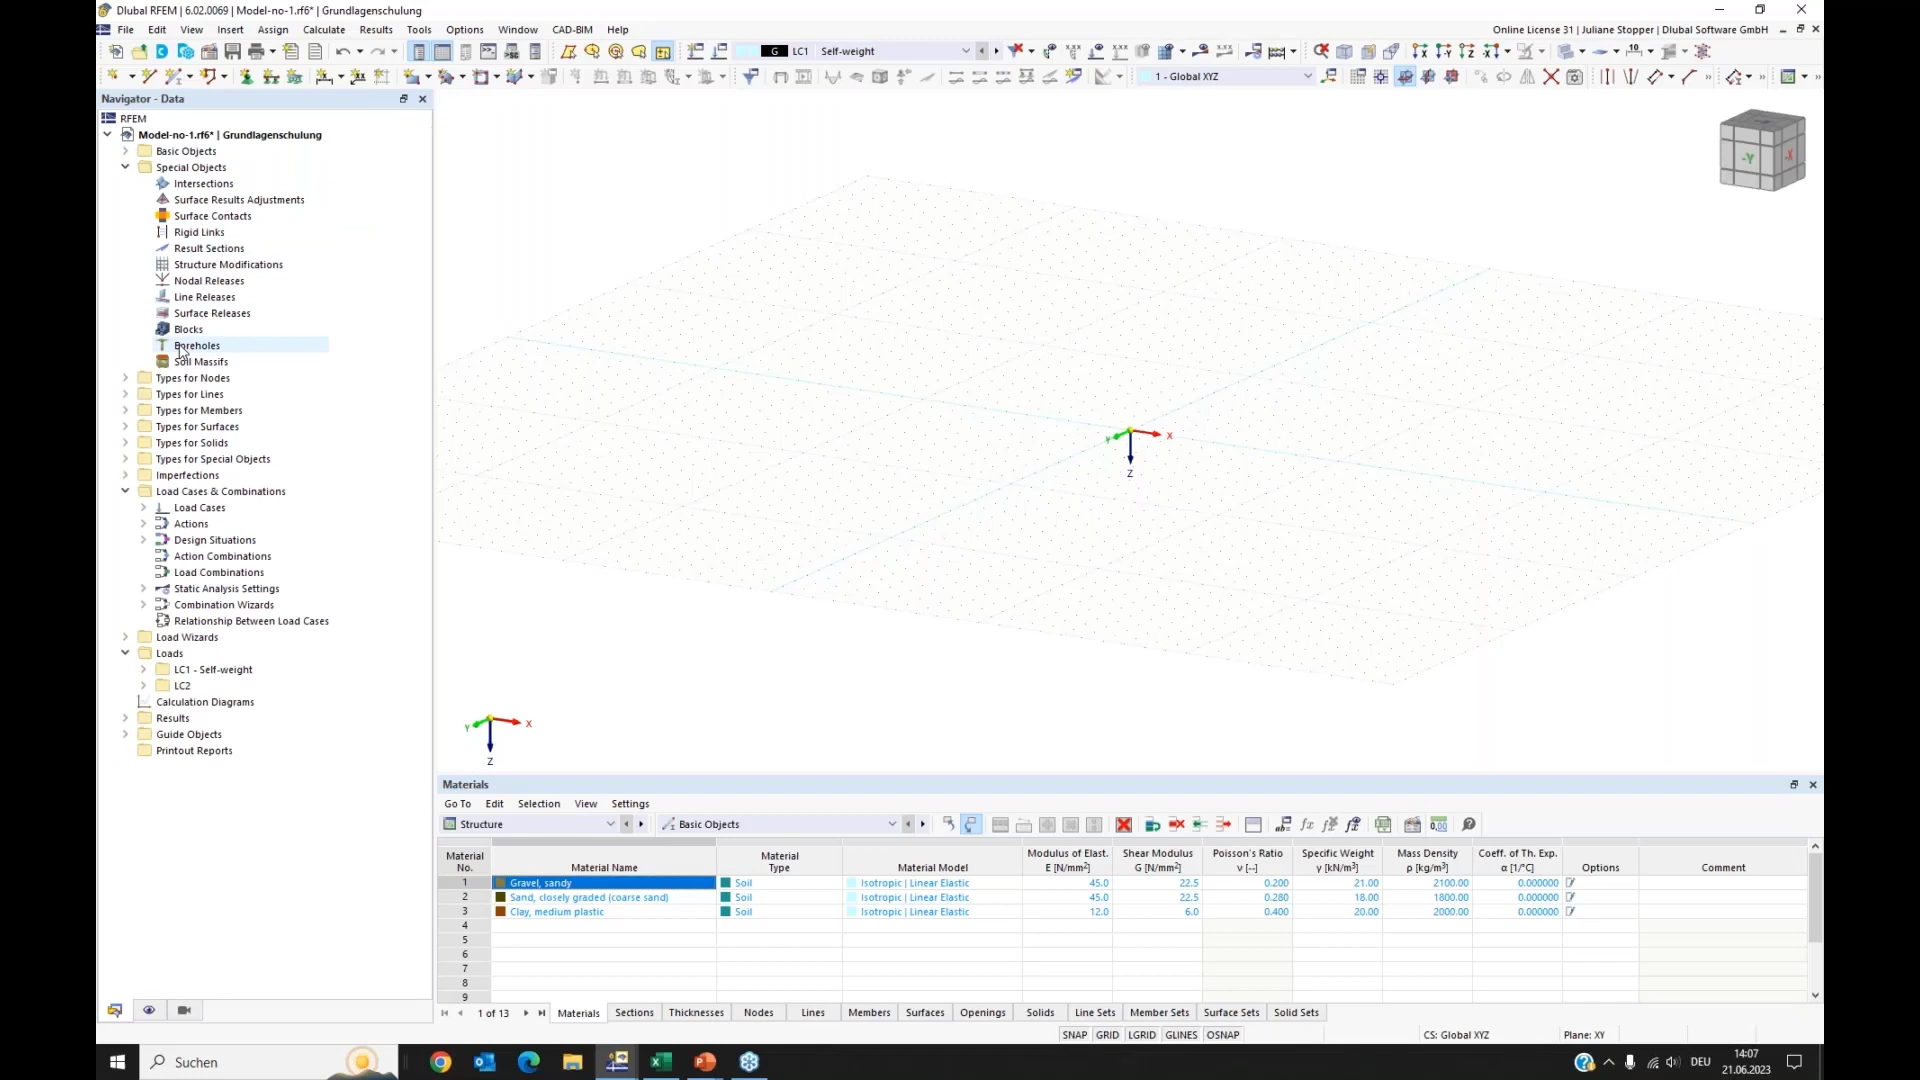 Dlubal RFEM | 6.02.0069 | Model-no-1.rf6* | Grundlagenschulung
File Edit View Insert Assign Calculate Results Tools Options Window CAD-BIM Help
Online License 31 | Juliane Stopper | Dlubal Software GmbH
G LC1 Self-weight
1 - Global XYZ
Navigator - Data
RFEM
Model-no-1.rf6* | Grundlagenschulung
Basic Objects
Special Objects
Intersections
Surface Results Adjustments
Surface Contacts
Rigid Links
Result Sections
Structure Modifications
Nodal Releases
Line Releases
Surface Releases
Blocks
Boreholes
Soil Massifs
Types for Nodes
Types for Lines
Types for Members
Types for Surfaces
Types for Solids
Types for Special Objects
Imperfections
Load Cases & Combinations
Load Cases
Actions
Design Situations
Action Combinations
Load Combinations
Static Analysis Settings
Combination Wizards
Relationship Between Load Cases
Load Wizards
Loads
LC1 - Self-weight
LC2
Calculation Diagrams
Results
Guide Objects
Printout Reports
-Y -X
Y X
Z
Y X
Z
Materials
Go To Edit Selection View Settings
Structure Basic Objects
Material No. Material Name Material Type Material Model Modulus of Elast. E [N/mm²] Shear Modulus G [N/mm²] Poisson's Ratio ν [--] Specific Weight γ [kN/m³] Mass Density ρ [kg/m³] Coeff. of Th. Exp. α [1/°C] Options Comment
1 Gravel, sandy Soil Isotropic | Linear Elastic 45.0 22.5 0.200 21.00 2100.00 0.000000
2 Sand, closely graded (coarse sand) Soil Isotropic | Linear Elastic 45.0 22.5 0.280 18.00 1800.00 0.000000
3 Clay, medium plastic Soil Isotropic | Linear Elastic 12.0 6.0 0.400 20.00 2000.00 0.000000
4
5
6
7
8
9
1 of 13 Materials Sections Thicknesses Nodes Lines Members Surfaces Openings Solids Line Sets Member Sets Surface Sets Solid Sets
SNAP GRID LGRID GLINES OSNAP CS: Global XYZ Plane: XY
Suchen
DEU
14:07
21.06.2023